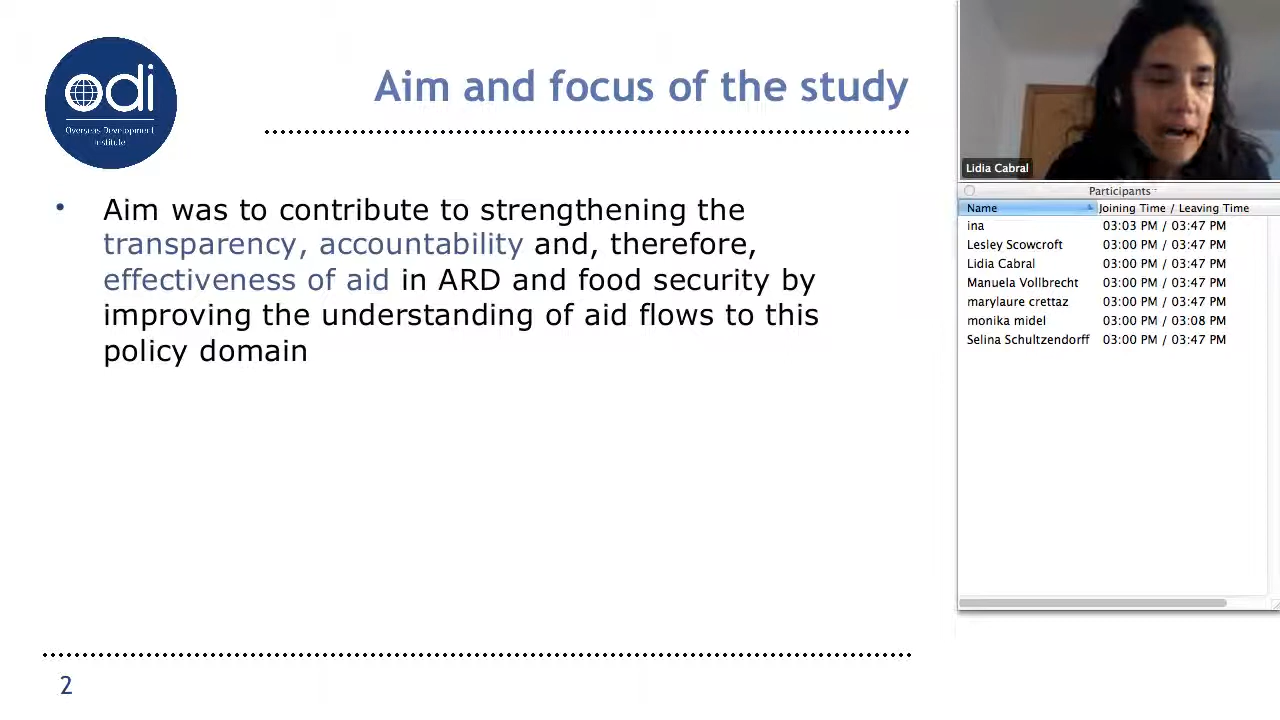 odi
Overseas Development
Institute
Aim and focus of the study
• Aim was to contribute to strengthening the
transparency, accountability and, therefore,
effectiveness of aid in ARD and food security by
improving the understanding of aid flows to this
policy domain
2
Lidia Cabral
Participants
Name Joining Time / Leaving Time
ina 03:03 PM / 03:47 PM
Lesley Scowcroft 03:00 PM / 03:47 PM
Lidia Cabral 03:00 PM / 03:47 PM
Manuela Vollbrecht 03:00 PM / 03:47 PM
marylaure crettaz 03:00 PM / 03:47 PM
monika midel 03:00 PM / 03:08 PM
Selina Schultzendorff 03:00 PM / 03:47 PM